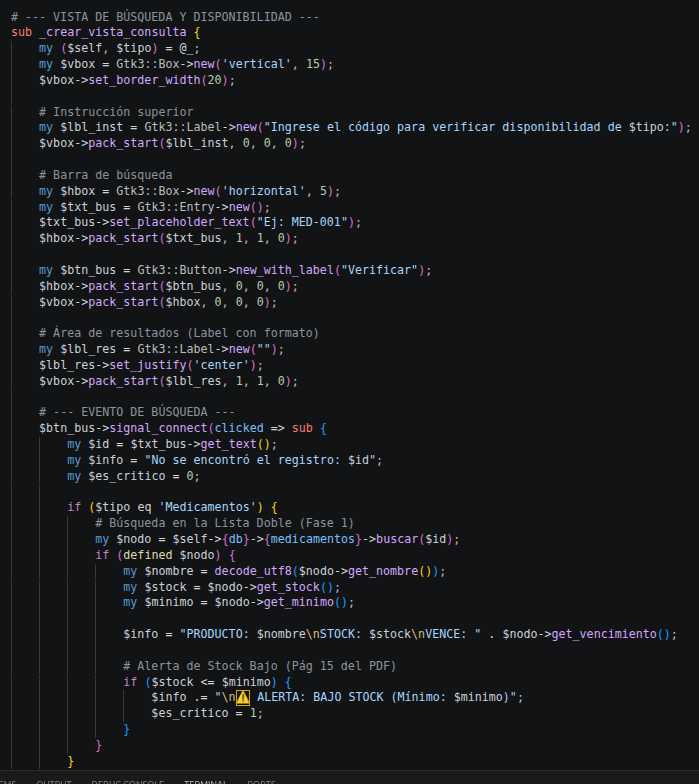 # --- VISTA DE BÚSQUEDA Y DISPONIBILIDAD ---
sub _crear_vista_consulta {
    my ($self, $tipo) = @_;
    my $vbox = Gtk3::Box->new('vertical', 15);
    $vbox->set_border_width(20);

    # Instrucción superior
    my $lbl_inst = Gtk3::Label->new("Ingrese el código para verificar disponibilidad de $tipo:");
    $vbox->pack_start($lbl_inst, 0, 0, 0);

    # Barra de búsqueda
    my $hbox = Gtk3::Box->new('horizontal', 5);
    my $txt_bus = Gtk3::Entry->new();
    $txt_bus->set_placeholder_text("Ej: MED-001");
    $hbox->pack_start($txt_bus, 1, 1, 0);

    my $btn_bus = Gtk3::Button->new_with_label("Verificar");
    $hbox->pack_start($btn_bus, 0, 0, 0);
    $vbox->pack_start($hbox, 0, 0, 0);

    # Área de resultados (Label con formato)
    my $lbl_res = Gtk3::Label->new("");
    $lbl_res->set_justify('center');
    $vbox->pack_start($lbl_res, 1, 1, 0);

    # --- EVENTO DE BÚSQUEDA ---
    $btn_bus->signal_connect(clicked => sub {
        my $id = $txt_bus->get_text();
        my $info = "No se encontró el registro: $id";
        my $es_critico = 0;

        if ($tipo eq 'Medicamentos') {
            # Búsqueda en la Lista Doble (Fase 1)
            my $nodo = $self->{db}->{medicamentos}->buscar($id);
            if (defined $nodo) {
                my $nombre = decode_utf8($nodo->get_nombre());
                my $stock = $nodo->get_stock();
                my $minimo = $nodo->get_minimo();

                $info = "PRODUCTO: $nombre\nSTOCK: $stock\nVENCE: " . $nodo->get_vencimiento();

                # Alerta de Stock Bajo (Pág 15 del PDF)
                if ($stock <= $minimo) {
                    $info .= "\n⚠️ ALERTA: BAJO STOCK (Mínimo: $minimo)";
                    $es_critico = 1;
                }
            }
        }
OUTPUT DEBUG CONSOLE TERMINAL PORTS